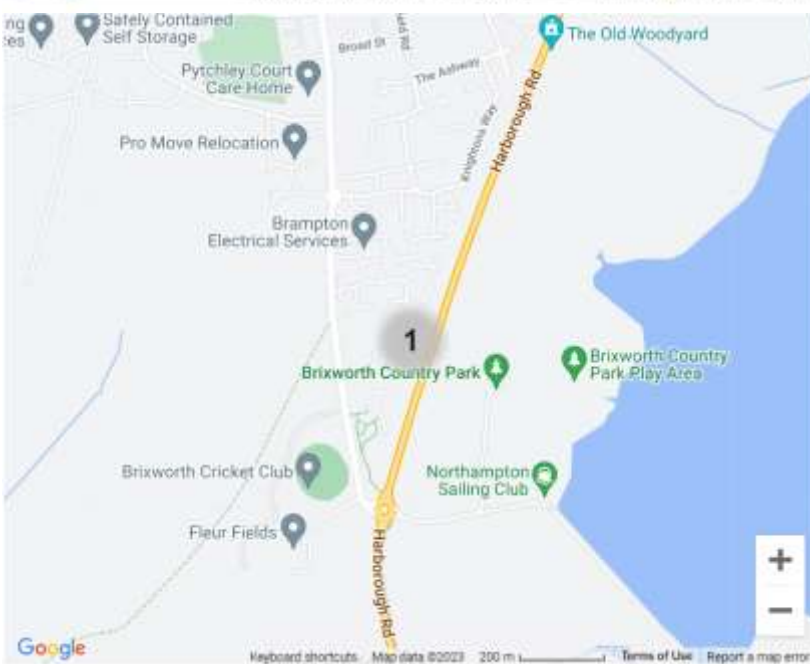 Safely Contained
Self Storage
Broad St
The Ashway
The Old Woodyard
Pytchley Court
Care Home
Pro Move Relocation
Knightons Way
Harborough Rd
Brampton
Electrical Services
1
Brixworth Country Park
Brixworth Country
Park Play Area
Brixworth Cricket Club
Northampton
Sailing Club
Fleur Fields
Harborough Rd
+
−
Google
Keyboard shortcuts
Map data ©2023
200 m
Terms of Use
Report a map error